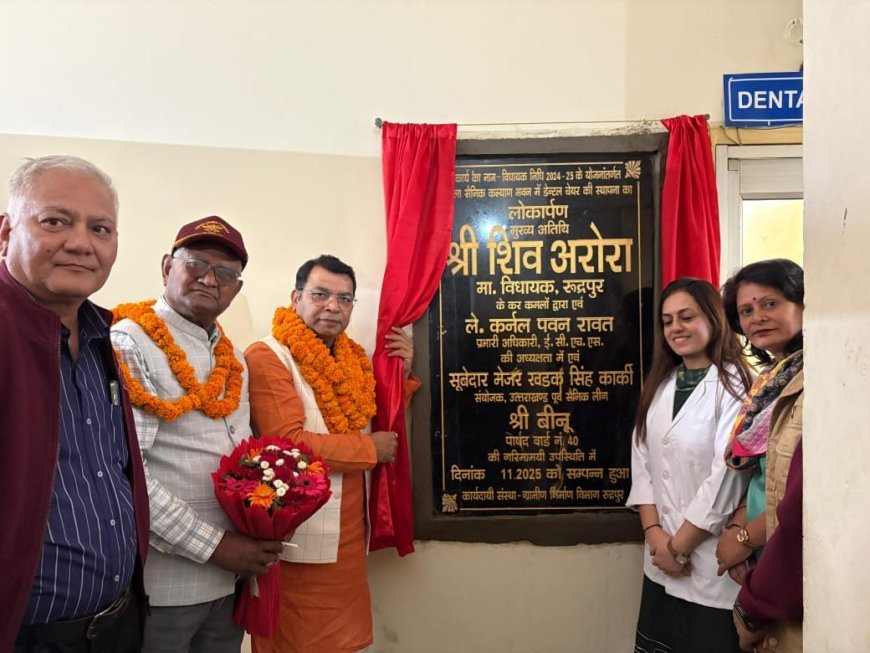 कार्य का नाम- विधायक निधि 2024-25 के योजनांतर्गत
ला सैनिक कल्याण भवन में डेन्टल चेयर की स्थापना का
लोकार्पण
मुख्य अतिथि
श्री शिव अरोरा
मा. विधायक, रूद्रपुर
के कर कमलों द्वारा एवं
ले. कर्नल पवन रावत
प्रभारी अधिकारी, ई.सी.एच.एस.
की अध्यक्षता में एवं
सूबेदार मेजर खडक सिंह कार्की
संयोजक, उत्तराखण्ड पूर्व सैनिक लीग
श्री बीनू
पार्षद वार्ड नं. 40
की गरिमामयी उपस्थिति में
दिनांक 11.2025 को सम्पन्न हुआ
कार्यदायी संस्था-ग्रामीण निर्माण विभाग रूद्रपुर
DENTA